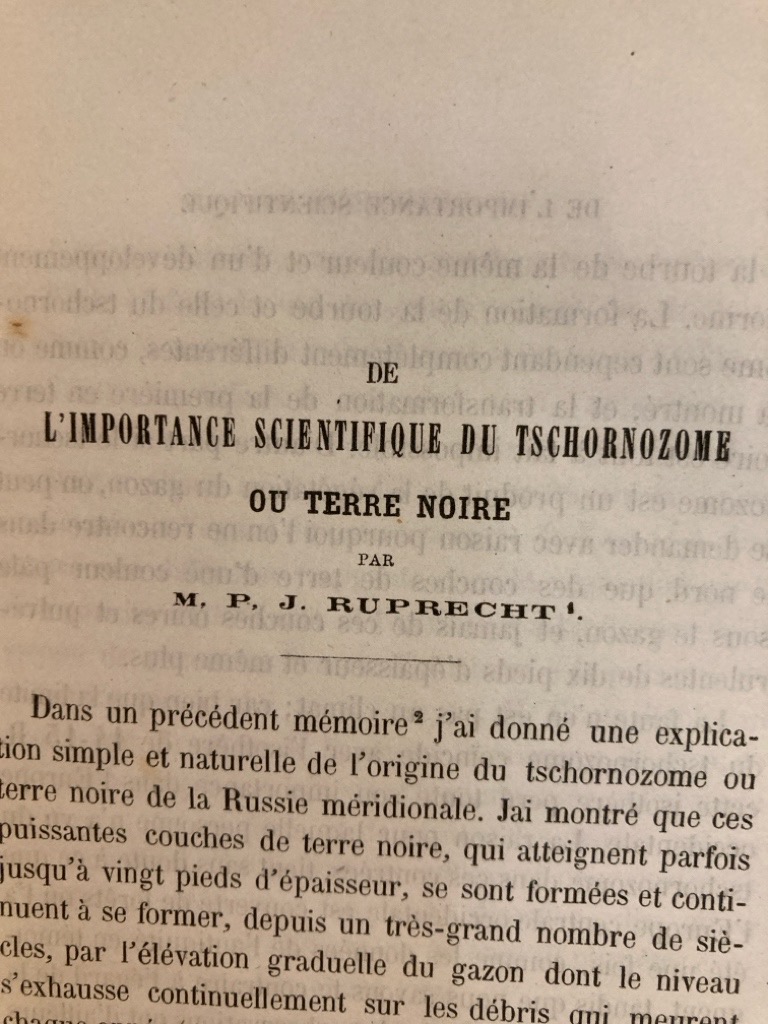 DE
L'IMPORTANCE SCIENTIFIQUE DU TSCHORNOZOME
OU TERRE NOIRE
PAR
M. P. J. RUPRECHT ¹.
Dans un précédent mémoire² j'ai donné une explica-
tion simple et naturelle de l'origine du tschornozome ou
terre noire de la Russie méridionale. Jai montré que ces
puissantes couches de terre noire, qui atteignent parfois
jusqu'à vingt pieds d'épaisseur, se sont formées et conti-
nuent à se former, depuis un très-grand nombre de siè-
cles, par l'élévation graduelle du gazon dont le niveau
s'exhausse continuellement sur les débris qui meurent